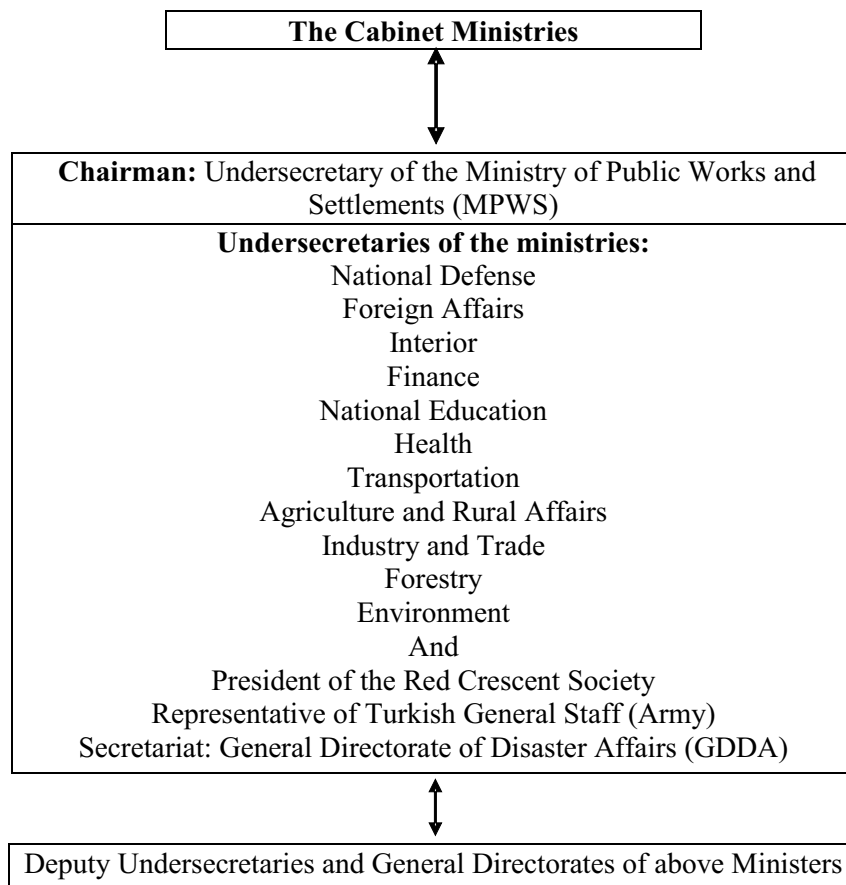 The Cabinet Ministries
Chairman: Undersecretary of the Ministry of Public Works and
Settlements (MPWS)
Undersecretaries of the ministries:
National Defense
Foreign Affairs
Interior
Finance
National Education
Health
Transportation
Agriculture and Rural Affairs
Industry and Trade
Forestry
Environment
And
President of the Red Crescent Society
Representative of Turkish General Staff (Army)
Secretariat: General Directorate of Disaster Affairs (GDDA)
Deputy Undersecretaries and General Directorates of above Ministers